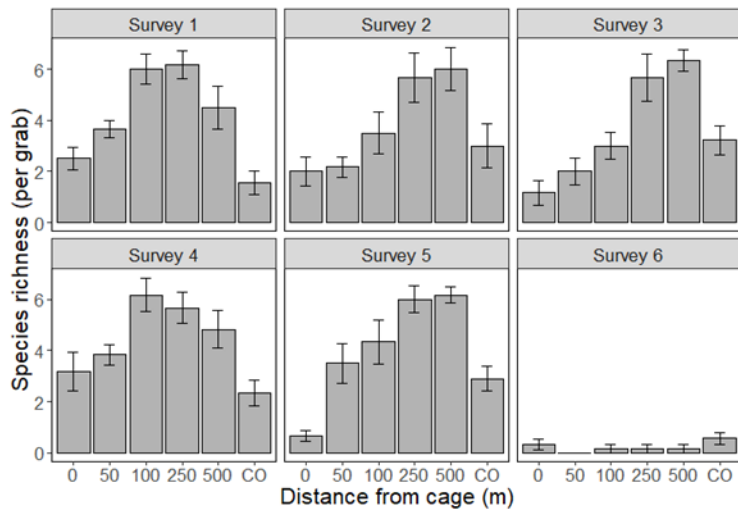 Survey 1 Survey 2 Survey 3
6
4
2
0
Survey 4 Survey 5 Survey 6
6
4
2
0
0 50 100 250 500 CO 0 50 100 250 500 CO 0 50 100 250 500 CO
Distance from cage (m)
Species richness (per grab)